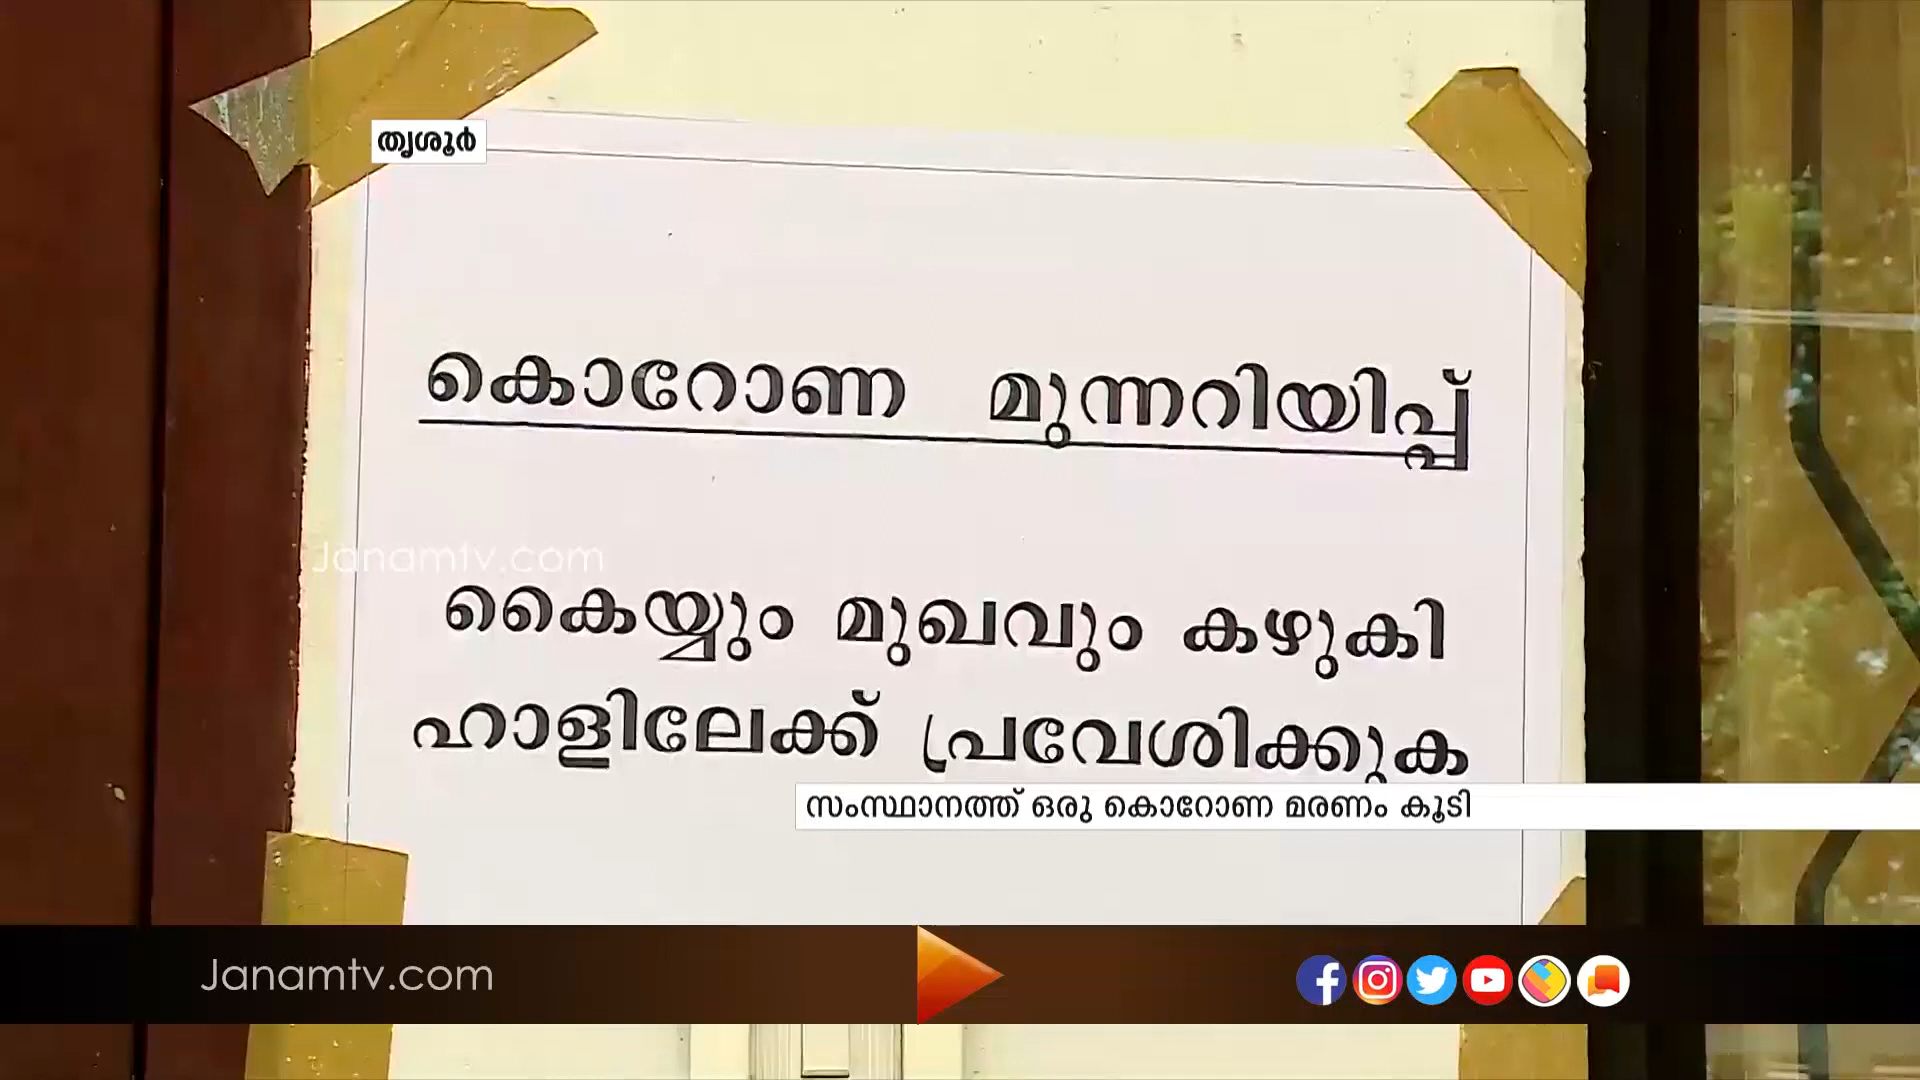 തൃശൂർ
കൊറോണ മുന്നറിയിപ്പ്
Janamtv.com
കൈയ്യും മുഖവും കഴുകി
ഹാളിലേക്ക് പ്രവേശിക്കുക
സംസ്ഥാനത്ത് ഒരു കൊറോണ മരണം കൂടി
Janamtv.com